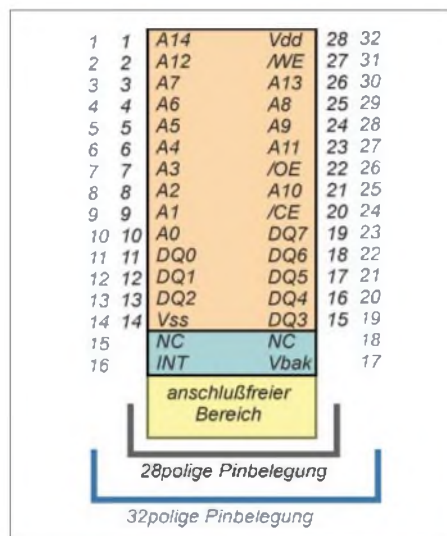 1 1 A14 Vdd 28 32
2 2 A12 /WE 27 31
3 3 A7 A13 26 30
4 4 A6 A8 25 29
5 5 A5 A9 24 28
6 6 A4 A11 23 27
7 7 A3 /OE 22 26
8 8 A2 A10 21 25
9 9 A1 /CE 20 24
10 10 A0 DQ7 19 23
11 11 DQ0 DQ6 18 22
12 12 DQ1 DQ5 17 21
13 13 DQ2 DQ4 16 20
14 14 Vss DQ3 15 19
15 NC NC 18
16 INT Vbak 17
anschlußfreier
Bereich
28polige Pinbelegung
32polige Pinbelegung